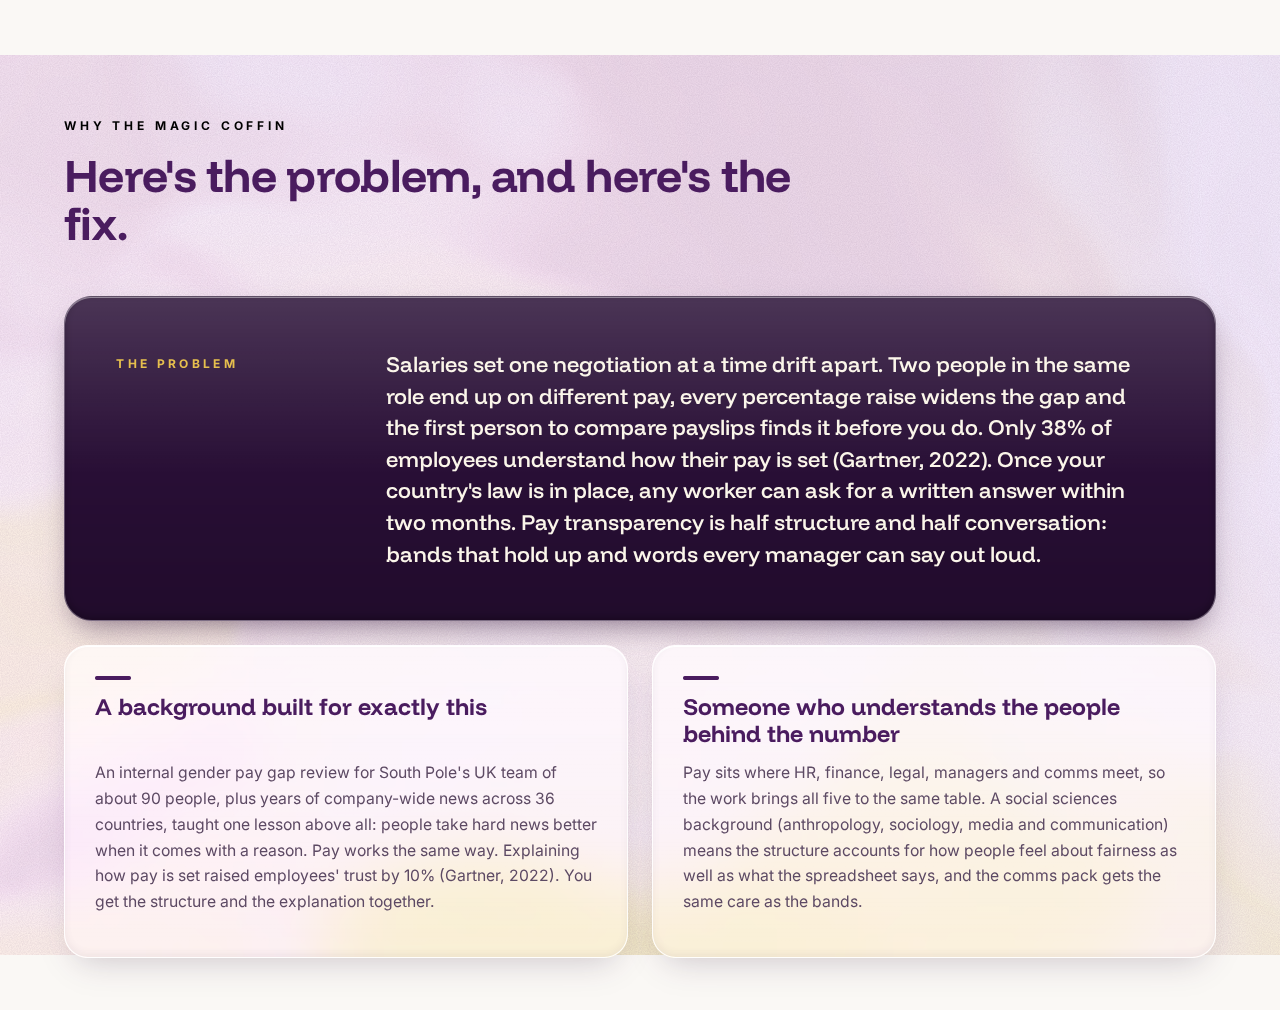 WHY THE MAGIC COFFIN
Here's the problem, and here's the
fix.
THE PROBLEM
Salaries set one negotiation at a time drift apart. Two people in the same
role end up on different pay, every percentage raise widens the gap and
the first person to compare payslips finds it before you do. Only 38% of
employees understand how their pay is set (Gartner, 2022). Once your
country's law is in place, any worker can ask for a written answer within
two months. Pay transparency is half structure and half conversation:
bands that hold up and words every manager can say out loud.
A background built for exactly this
An internal gender pay gap review for South Pole's UK team of
about 90 people, plus years of company-wide news across 36
countries, taught one lesson above all: people take hard news better
when it comes with a reason. Pay works the same way. Explaining
how pay is set raised employees' trust by 10% (Gartner, 2022). You
get the structure and the explanation together.
Someone who understands the people
behind the number
Pay sits where HR, finance, legal, managers and comms meet, so
the work brings all five to the same table. A social sciences
background (anthropology, sociology, media and communication)
means the structure accounts for how people feel about fairness as
well as what the spreadsheet says, and the comms pack gets the
same care as the bands.